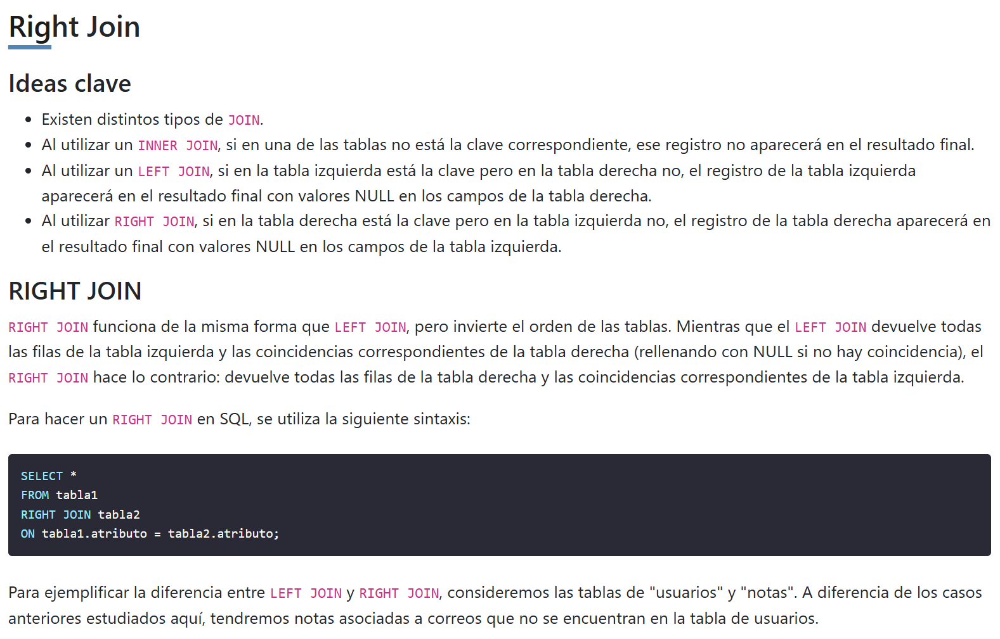 Right Join
Ideas clave
Existen distintos tipos de JOIN.
Al utilizar un INNER JOIN, si en una de las tablas no está la clave correspondiente, ese registro no aparecerá en el resultado final.
Al utilizar un LEFT JOIN, si en la tabla izquierda está la clave pero en la tabla derecha no, el registro de la tabla izquierda
aparecerá en el resultado final con valores NULL en los campos de la tabla derecha.
Al utilizar RIGHT JOIN, si en la tabla derecha está la clave pero en la tabla izquierda no, el registro de la tabla derecha aparecerá en
el resultado final con valores NULL en los campos de la tabla izquierda.
RIGHT JOIN
RIGHT JOIN funciona de la misma forma que LEFT JOIN, pero invierte el orden de las tablas. Mientras que el LEFT JOIN devuelve todas
las filas de la tabla izquierda y las coincidencias correspondientes de la tabla derecha (rellenando con NULL si no hay coincidencia), el
RIGHT JOIN hace lo contrario: devuelve todas las filas de la tabla derecha y las coincidencias correspondientes de la tabla izquierda.
Para hacer un RIGHT JOIN en SQL, se utiliza la siguiente sintaxis:
SELECT *
FROM tabla1
RIGHT JOIN tabla2
ON tabla1.atributo = tabla2.atributo;
Para ejemplificar la diferencia entre LEFT JOIN y RIGHT JOIN, consideremos las tablas de "usuarios" y "notas". A diferencia de los casos
anteriores estudiados aquí, tendremos notas asociadas a correos que no se encuentran en la tabla de usuarios.